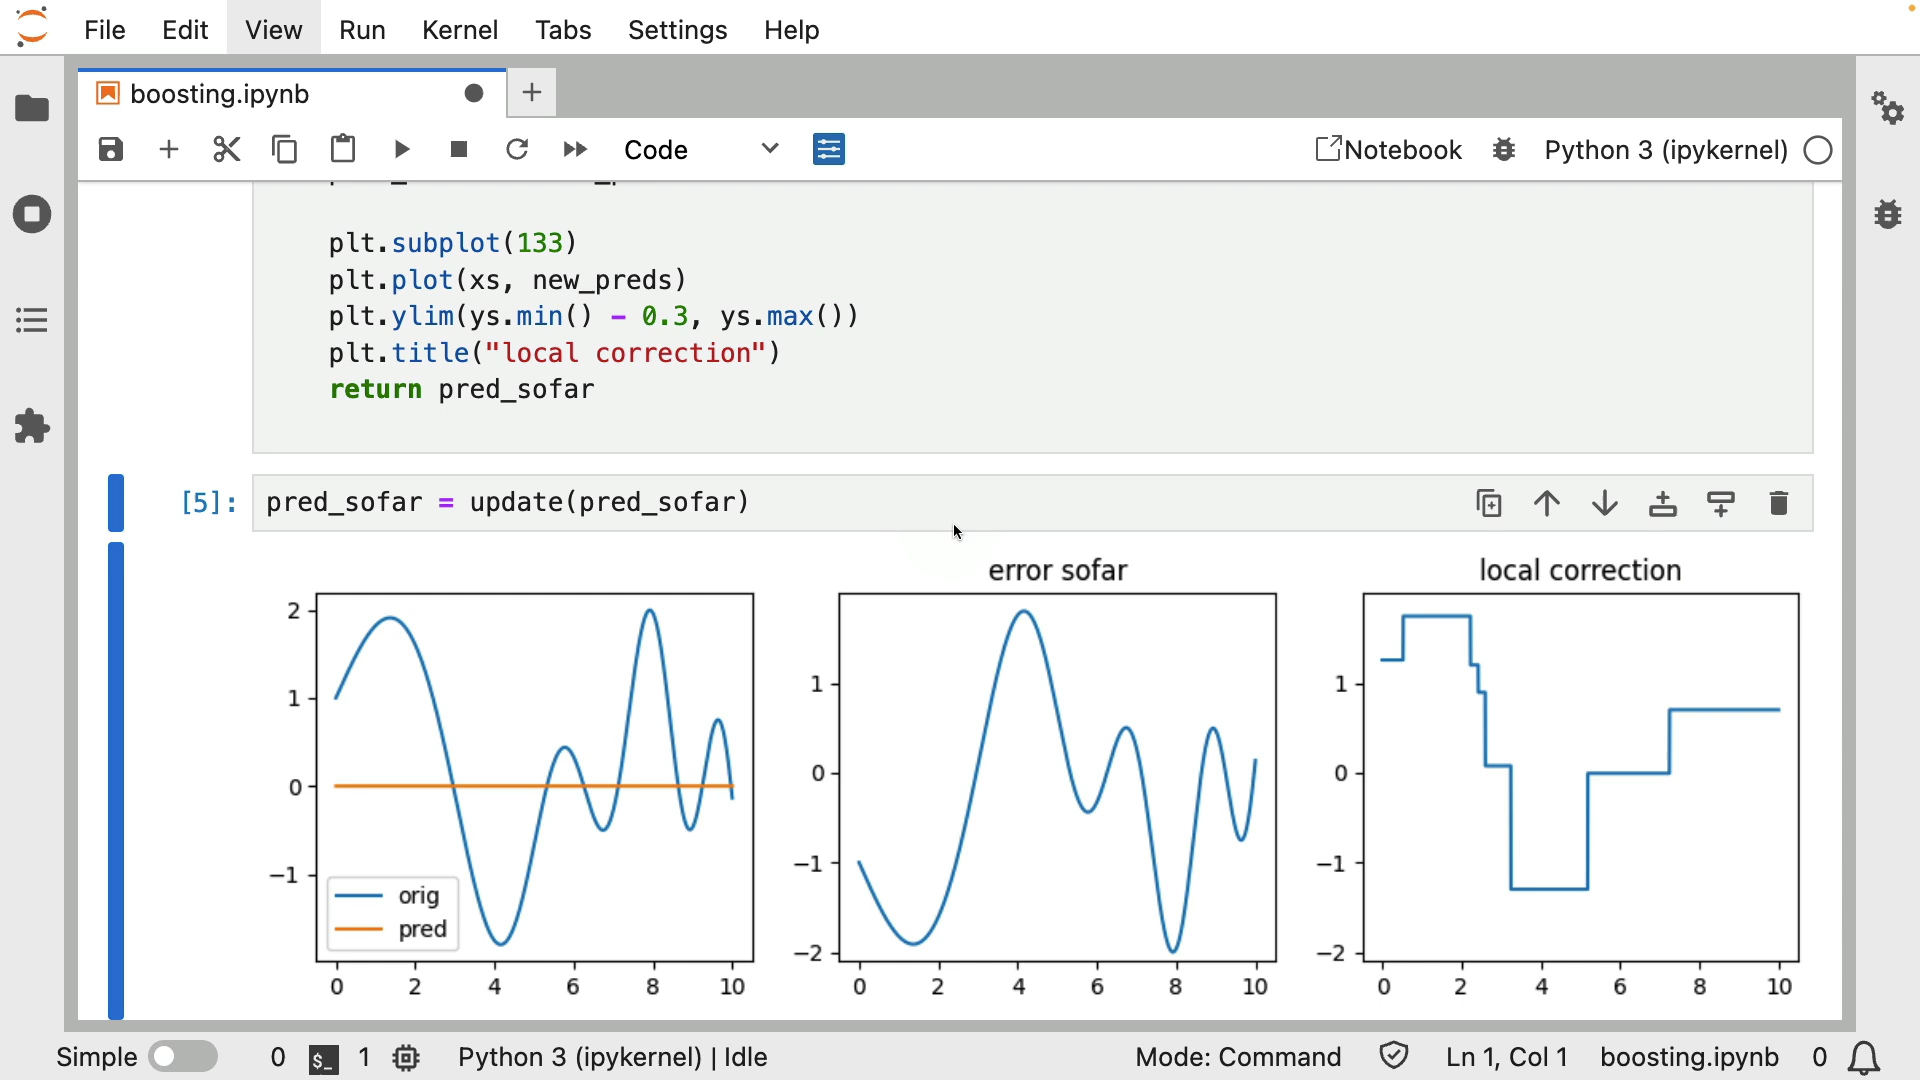 File Edit View Run Kernel Tabs Settings Help
boosting.ipynb
Code Notebook Python 3 (ipykernel)
plt.subplot(133)
plt.plot(xs, new_preds)
plt.ylim(ys.min() - 0.3, ys.max())
plt.title("local correction")
return pred_sofar
[5]: pred_sofar = update(pred_sofar)
error sofar
local correction
2
1
0
−1
orig
pred
0 2 4 6 8 10
1
0
−1
−2
0 2 4 6 8 10
1
0
−1
−2
0 2 4 6 8 10
Simple 0 $_ 1 Python 3 (ipykernel) | Idle Mode: Command Ln 1, Col 1 boosting.ipynb 0